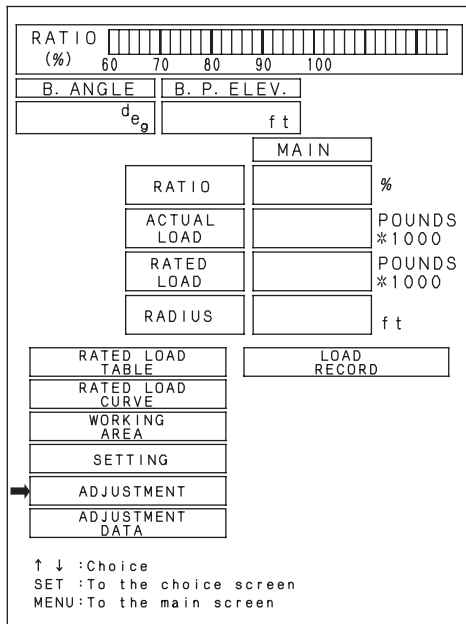 RATIO
(%) 60 70 80 90 100
B. ANGLE B. P. ELEV.
deg ft
MAIN
RATIO %
ACTUAL LOAD POUNDS *1000
RATED LOAD POUNDS *1000
RADIUS ft
RATED LOAD TABLE LOAD RECORD
RATED LOAD CURVE
WORKING AREA
SETTING
➡ ADJUSTMENT
ADJUSTMENT DATA
↑ ↓ :Choice
SET :To the choice screen
MENU:To the main screen